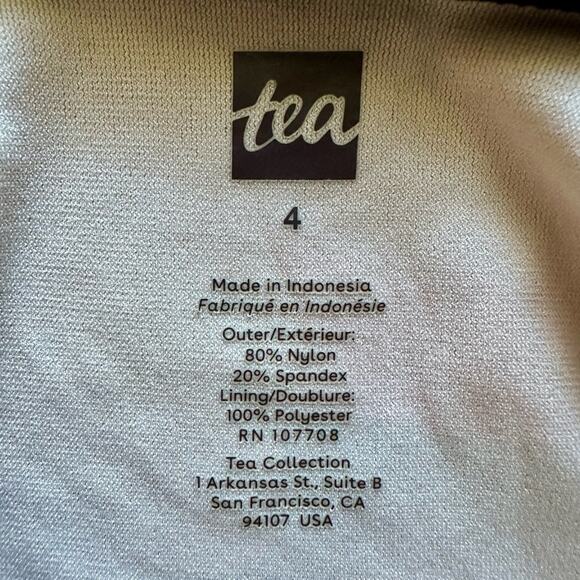 tea
4
Made in Indonesia
Fabriqué en Indonésie
Outer/Extérieur:
80% Nylon
20% Spandex
Lining/Doublure:
100% Polyester
RN 107708
Tea Collection
1 Arkansas St., Suite B
San Francisco, CA
94107 USA